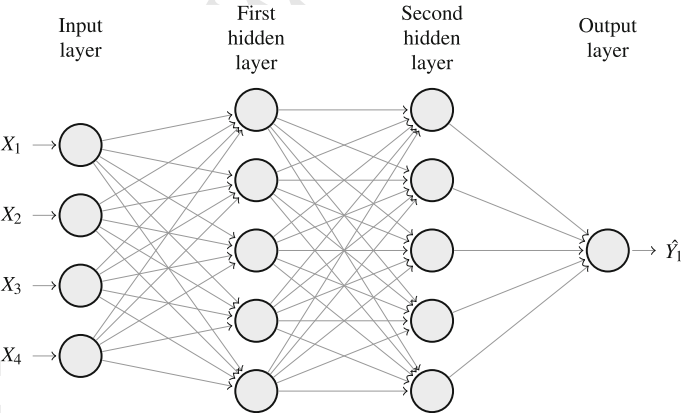 Input
layer
First
hidden
layer
Second
hidden
layer
Output
layer
X₁
X₂
X₃
X₄
Ŷ₁